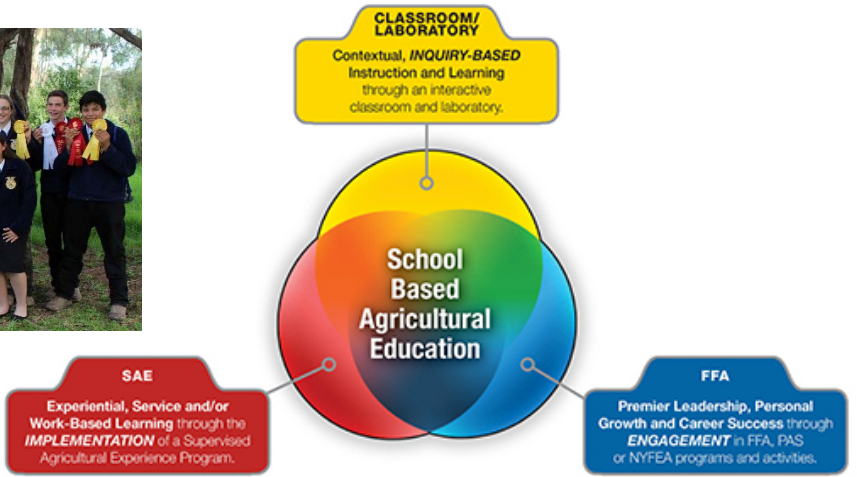 CLASSROOM/
LABORATORY
Contextual, INQUIRY-BASED
Instruction and Learning
through an interactive
classroom and laboratory.
School
Based
Agricultural
Education
SAE
Experiential, Service and/or
Work-Based Learning through the
IMPLEMENTATION of a Supervised
Agricultural Experience Program.
FFA
Premier Leadership, Personal
Growth and Career Success through
ENGAGEMENT in FFA, PAS
or NYFEA programs and activities.